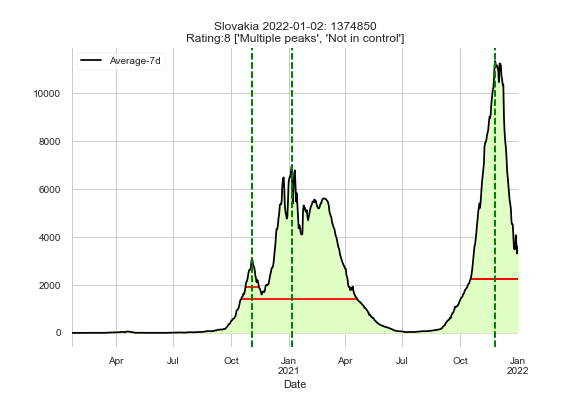 Slovakia 2022-01-02: 1374850
Rating:8 ['Multiple peaks', 'Not in control']
Average-7d
10000
8000
6000
4000
2000
0
Apr
Jul
Oct
Jan
2021
Apr
Jul
Oct
Jan
2022
Date